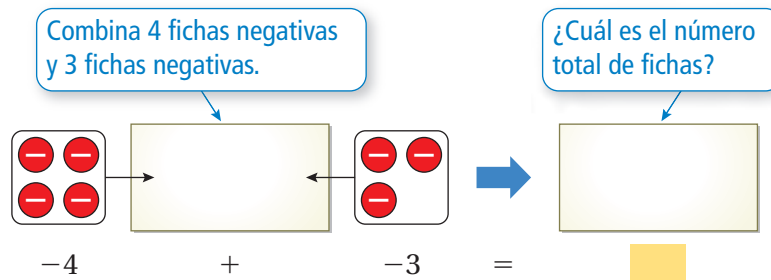 Combina 4 fichas negativas
y 3 fichas negativas.
¿Cuál es el número
total de fichas?
−4 + −3 =